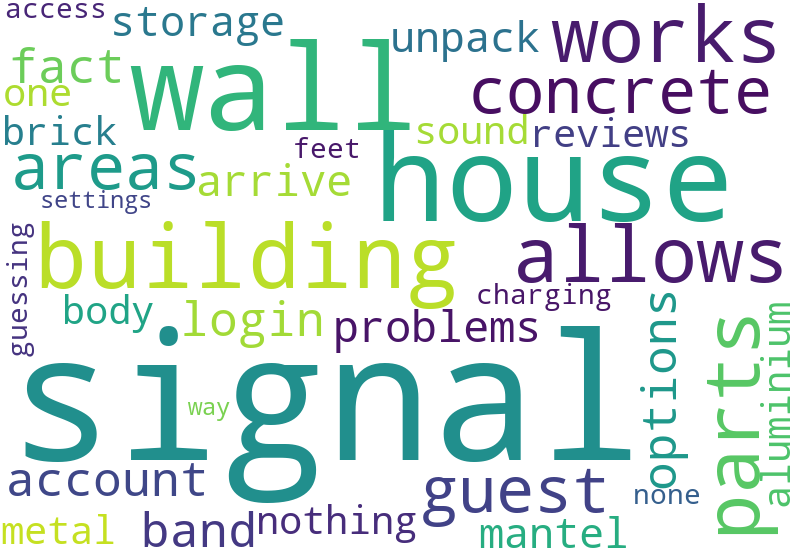 access
storage
unpack
works
fact
wall
one
concrete
brick
sound
reviews
feet
areas
arrive
house
settings
guessing
building
allows
body
login
charging
problems
options
parts
aluminium
signal
way
account
guest
none
metal
band
nothing
mantel